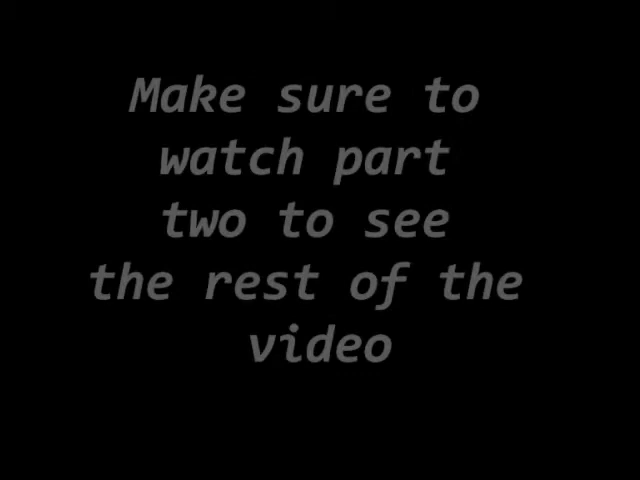 Make sure to
watch part
two to see
the rest of the
video